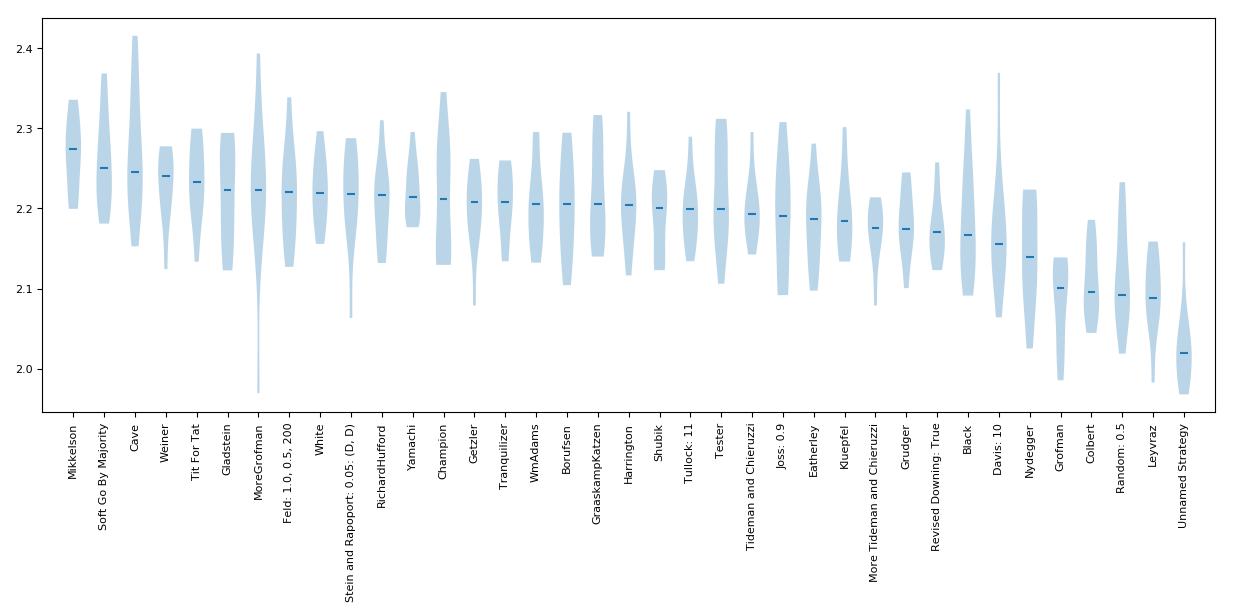 2.4
2.3
2.2
2.1
2.0
Mikkelson
Soft Go By Majority
Cave
Weiner
Tit For Tat
Gladstein
MoreGrofman
Feld: 1.0, 0.5, 200
White
Stein and Rapoport: 0.05: (D, D)
RichardHufford
Yamachi
Champion
Getzler
Tranquilizer
WmAdams
Borufsen
GraaskampKatzen
Harrington
Shubik
Tullock: 11
Tester
Tideman and Chieruzzi
Joss: 0.9
Eatherley
Kluepfel
More Tideman and Chieruzzi
Grudger
Revised Downing: True
Black
Davis: 10
Nydegger
Grofman
Colbert
Random: 0.5
Leyvraz
Unnamed Strategy